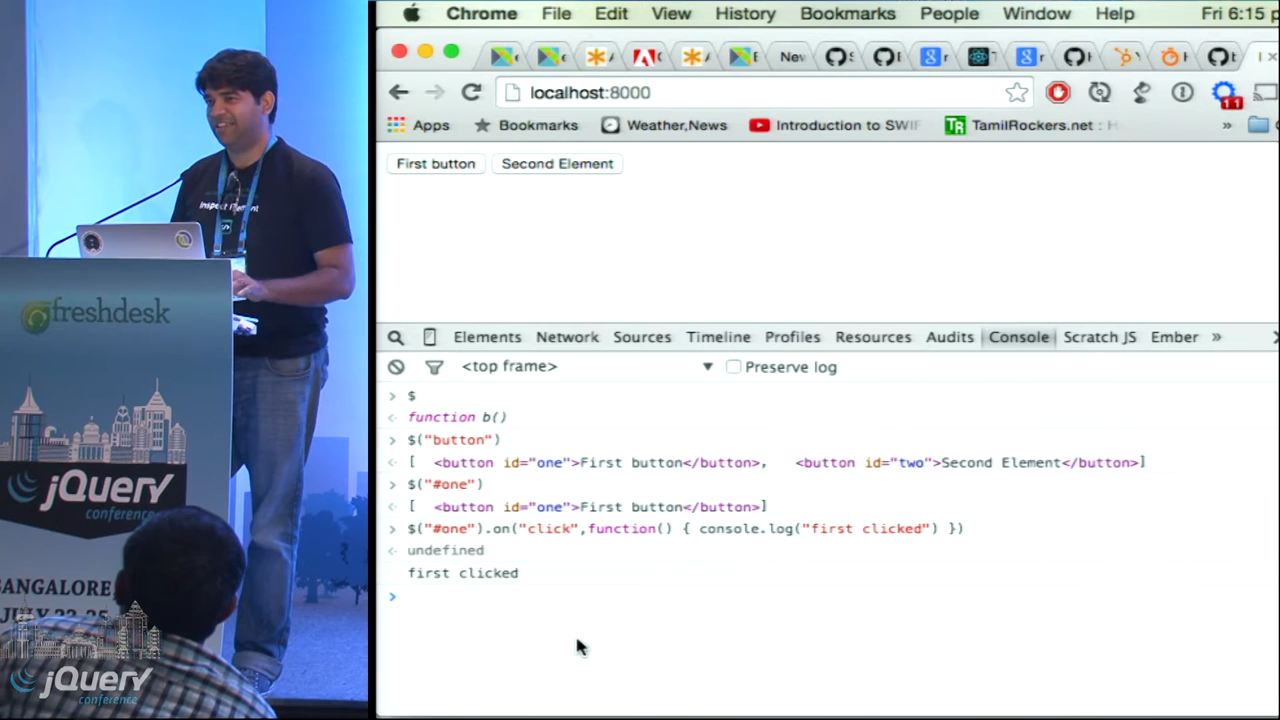 Chrome File Edit View History Bookmarks People Window Help Fri 6:15
New
localhost:8000
11
Apps Bookmarks Weather,News Introduction to SWIF TR TamilRockers.net :
First button Second Element
Inspect Element
freshdesk
jQuery
conference
BANGALORE
JULY 23-25
jQuery
conference
Elements Network Sources Timeline Profiles Resources Audits Console Scratch JS Ember »
<top frame> Preserve log
> $
function b()
> $("button")
[ <button id="one">First button</button>, <button id="two">Second Element</button>]
> $("#one")
[ <button id="one">First button</button>]
> $("#one").on("click",function() { console.log("first clicked") })
undefined
first clicked
>